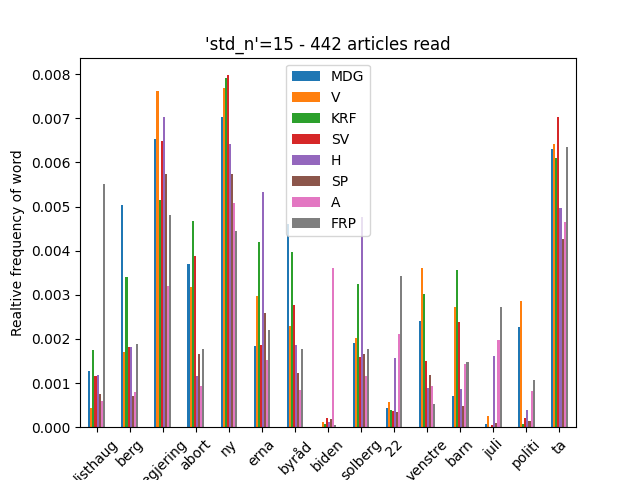 'std_n'=15 - 442 articles read
Realtive frequency of word
0.008
0.007
0.006
0.005
0.004
0.003
0.002
0.001
0.000
MDG
V
KRF
SV
H
SP
A
FRP
listhaug
berg
egjering
abort
ny
erna
byråd
biden
solberg
22
venstre
barn
juli
politi
ta